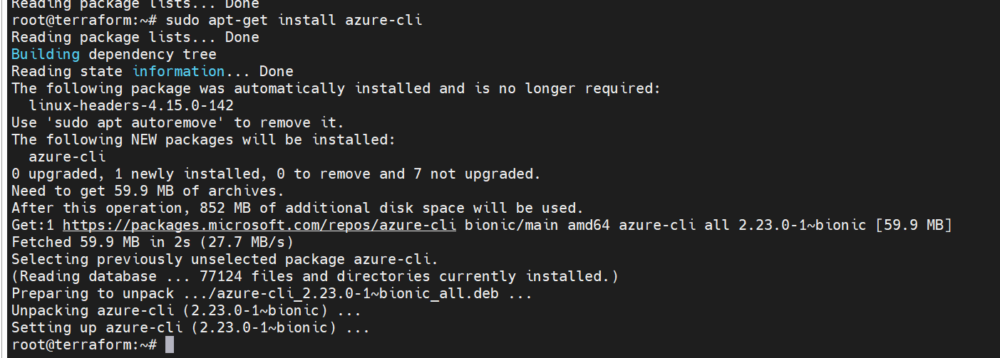 Reading package lists... Done
root@terraform:~# sudo apt-get install azure-cli
Reading package lists... Done
Building dependency tree
Reading state information... Done
The following package was automatically installed and is no longer required:
  linux-headers-4.15.0-142
Use 'sudo apt autoremove' to remove it.
The following NEW packages will be installed:
  azure-cli
0 upgraded, 1 newly installed, 0 to remove and 7 not upgraded.
Need to get 59.9 MB of archives.
After this operation, 852 MB of additional disk space will be used.
Get:1 https://packages.microsoft.com/repos/azure-cli bionic/main amd64 azure-cli all 2.23.0-1~bionic [59.9 MB]
Fetched 59.9 MB in 2s (27.7 MB/s)
Selecting previously unselected package azure-cli.
(Reading database ... 77124 files and directories currently installed.)
Preparing to unpack .../azure-cli_2.23.0-1~bionic_all.deb ...
Unpacking azure-cli (2.23.0-1~bionic) ...
Setting up azure-cli (2.23.0-1~bionic) ...
root@terraform:~#